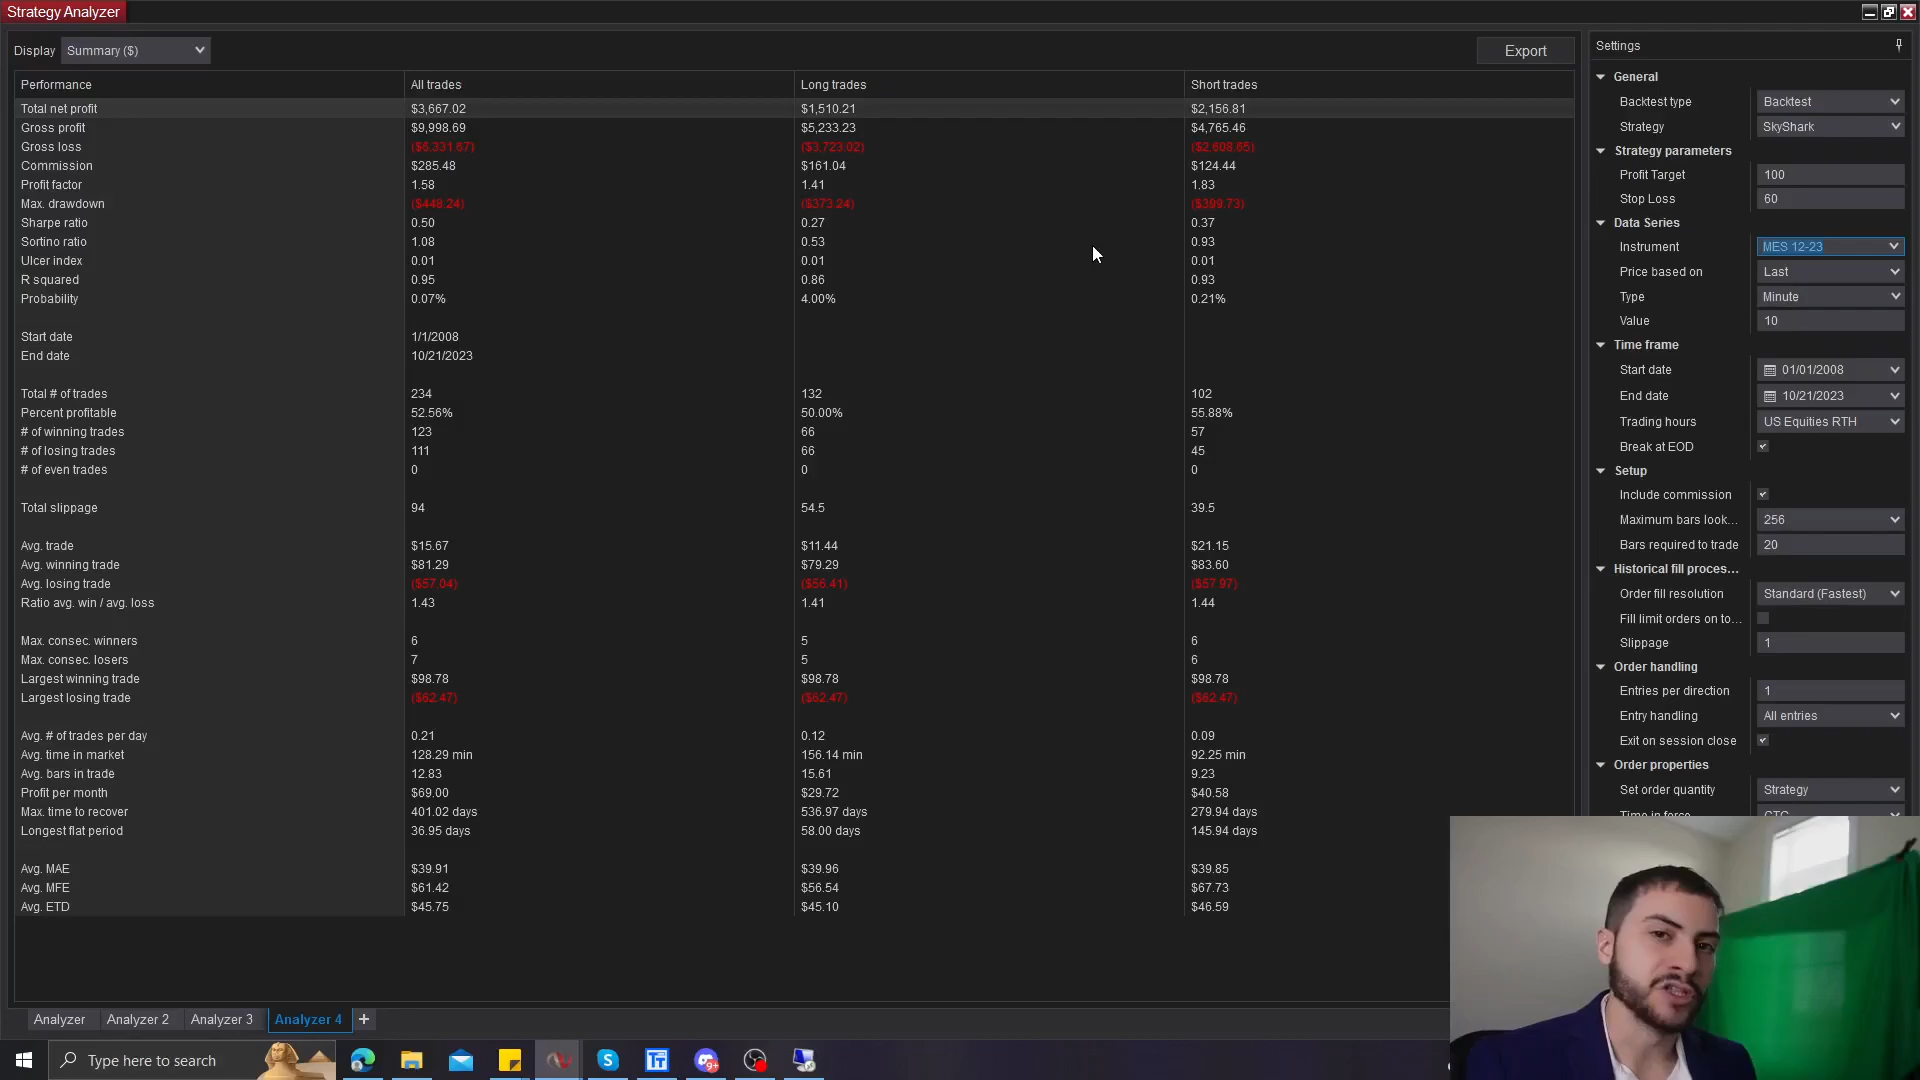 Strategy Analyzer
Display Summary ($) Export
Performance All trades Long trades Short trades
Total net profit $3,667.02 $1,510.21 $2,156.81
Gross profit $9,998.69 $5,233.23 $4,765.46
Gross loss ($6,331.67) ($3,723.02) ($2,608.65)
Commission $285.48 $161.04 $124.44
Profit factor 1.58 1.41 1.83
Max. drawdown ($448.24) ($373.24) ($399.73)
Sharpe ratio 0.50 0.27 0.37
Sortino ratio 1.08 0.53 0.93
Ulcer index 0.01 0.01 0.01
R squared 0.95 0.86 0.93
Probability 0.07% 4.00% 0.21%
Start date 1/1/2008
End date 10/21/2023
Total # of trades 234 132 102
Percent profitable 52.56% 50.00% 55.88%
# of winning trades 123 66 57
# of losing trades 111 66 45
# of even trades 0 0 0
Total slippage 94 54.5 39.5
Avg. trade $15.67 $11.44 $21.15
Avg. winning trade $81.29 $79.29 $83.60
Avg. losing trade ($57.04) ($56.41) ($57.97)
Ratio avg. win / avg. loss 1.43 1.41 1.44
Max. consec. winners 6 5 6
Max. consec. losers 7 5 6
Largest winning trade $98.78 $98.78 $98.78
Largest losing trade ($62.47) ($62.47) ($62.47)
Avg. # of trades per day 0.21 0.12 0.09
Avg. time in market 128.29 min 156.14 min 92.25 min
Avg. bars in trade 12.83 15.61 9.23
Profit per month $69.00 $29.72 $40.58
Max. time to recover 401.02 days 536.97 days 279.94 days
Longest flat period 36.95 days 58.00 days 145.94 days
Avg. MAE $39.91 $39.96 $39.85
Avg. MFE $61.42 $56.54 $67.73
Avg. ETD $45.75 $45.10 $46.59
Settings
General
Backtest type Backtest
Strategy SkyShark
Strategy parameters
Profit Target 100
Stop Loss 60
Data Series
Instrument MES 12-23
Price based on Last
Type Minute
Value 10
Time frame
Start date 01/01/2008
End date 10/21/2023
Trading hours US Equities RTH
Break at EOD
Setup
Include commission
Maximum bars look... 256
Bars required to trade 20
Historical fill proces...
Order fill resolution Standard (Fastest)
Fill limit orders on to...
Slippage 1
Order handling
Entries per direction 1
Entry handling All entries
Exit on session close
Order properties
Set order quantity Strategy
Time in force GTC
Analyzer Analyzer 2 Analyzer 3 Analyzer 4 +
Type here to search